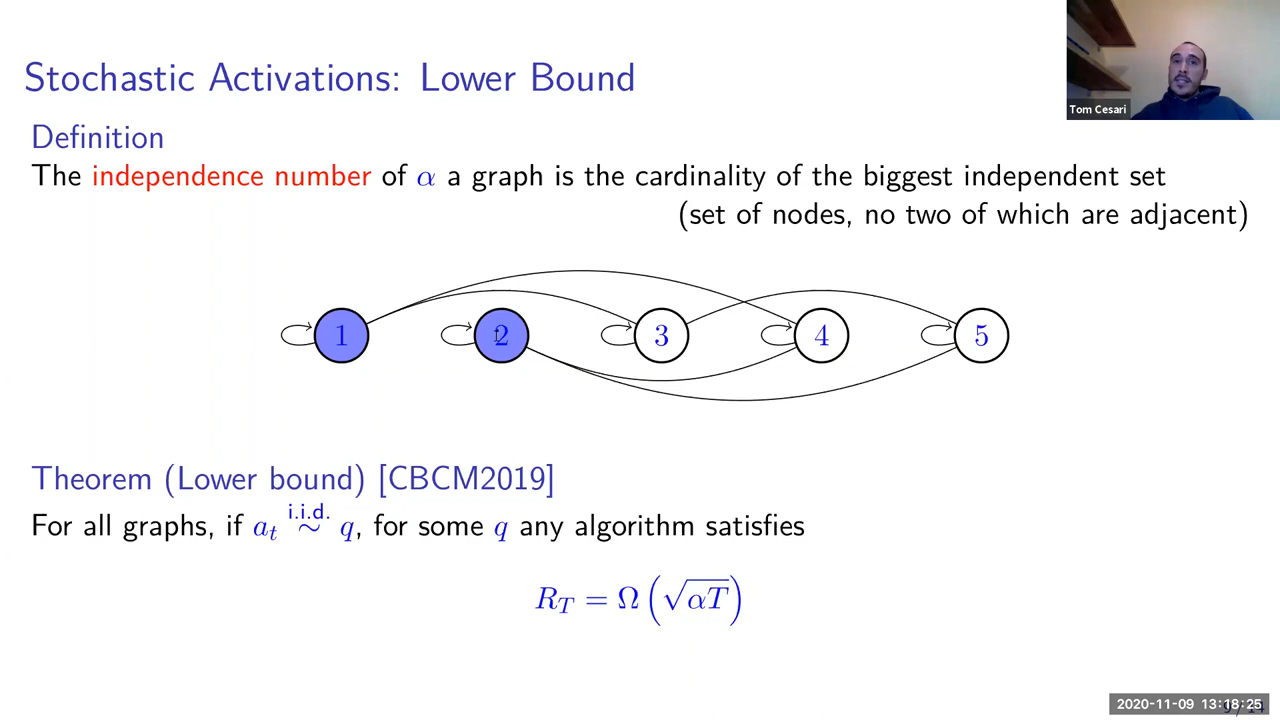 Stochastic Activations: Lower Bound
Tom Cesari
Definition
The independence number of α a graph is the cardinality of the biggest independent set
(set of nodes, no two of which are adjacent)
1 2 3 4 5
Theorem (Lower bound) [CBCM2019]
For all graphs, if a_t i.i.d. ∼ q, for some q any algorithm satisfies
R_T = Ω(√αT)
2020-11-09 13:18:25